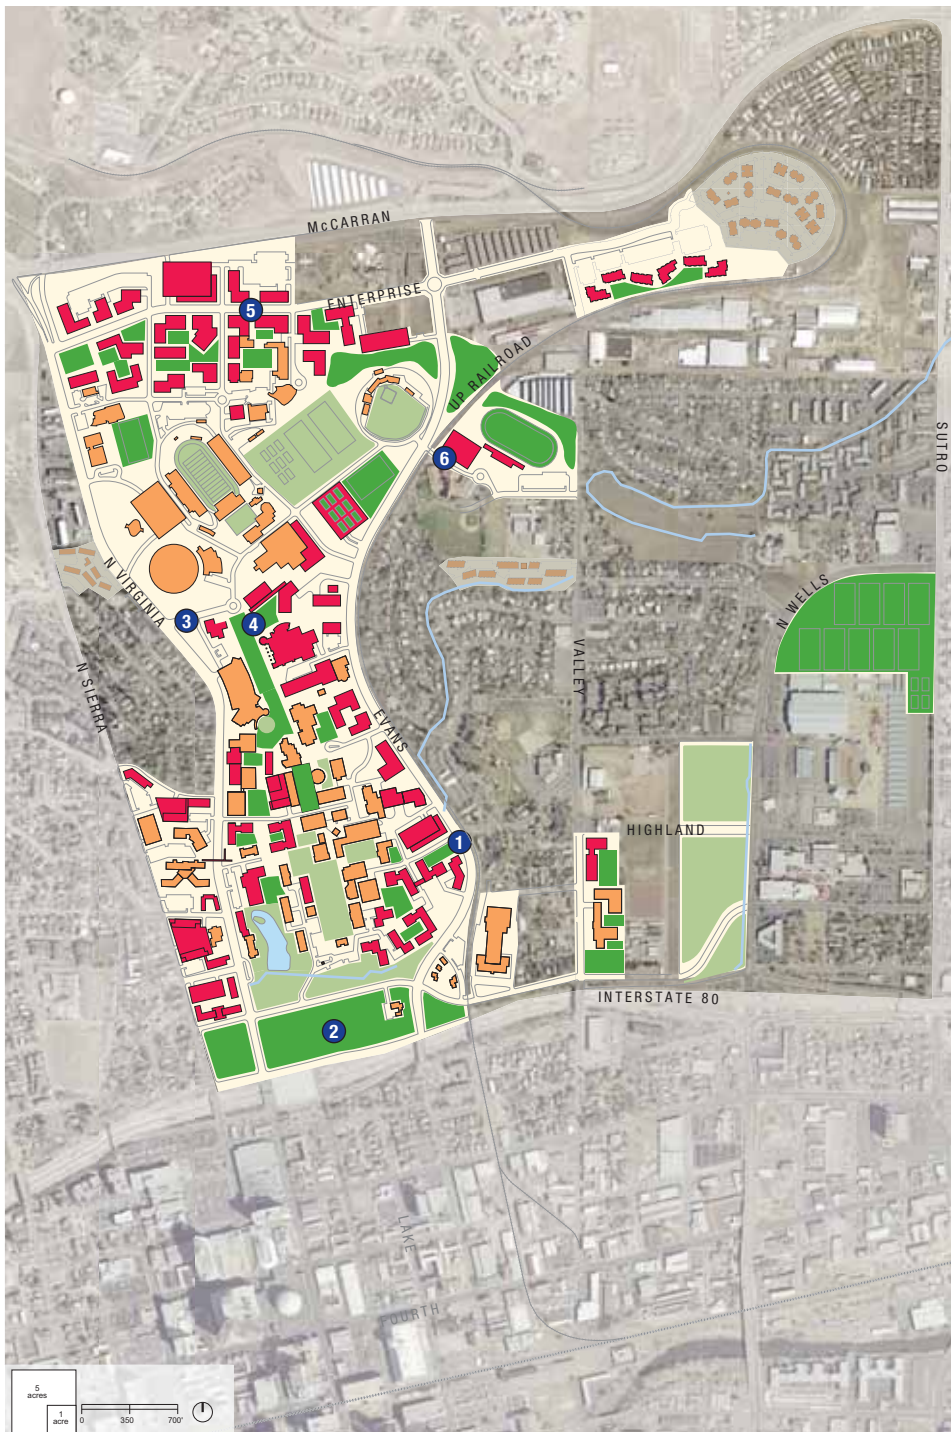 McCARRAN
ENTERPRISE
5
UP RAILROAD
6
SUTRO
N VIRGINIA
N WELLS
3
4
N SIERRA
VALLEY
EVANS
HIGHLAND
1
INTERSTATE 80
2
LAKE
FOURTH
5
acres
1
acre
0
350
700'